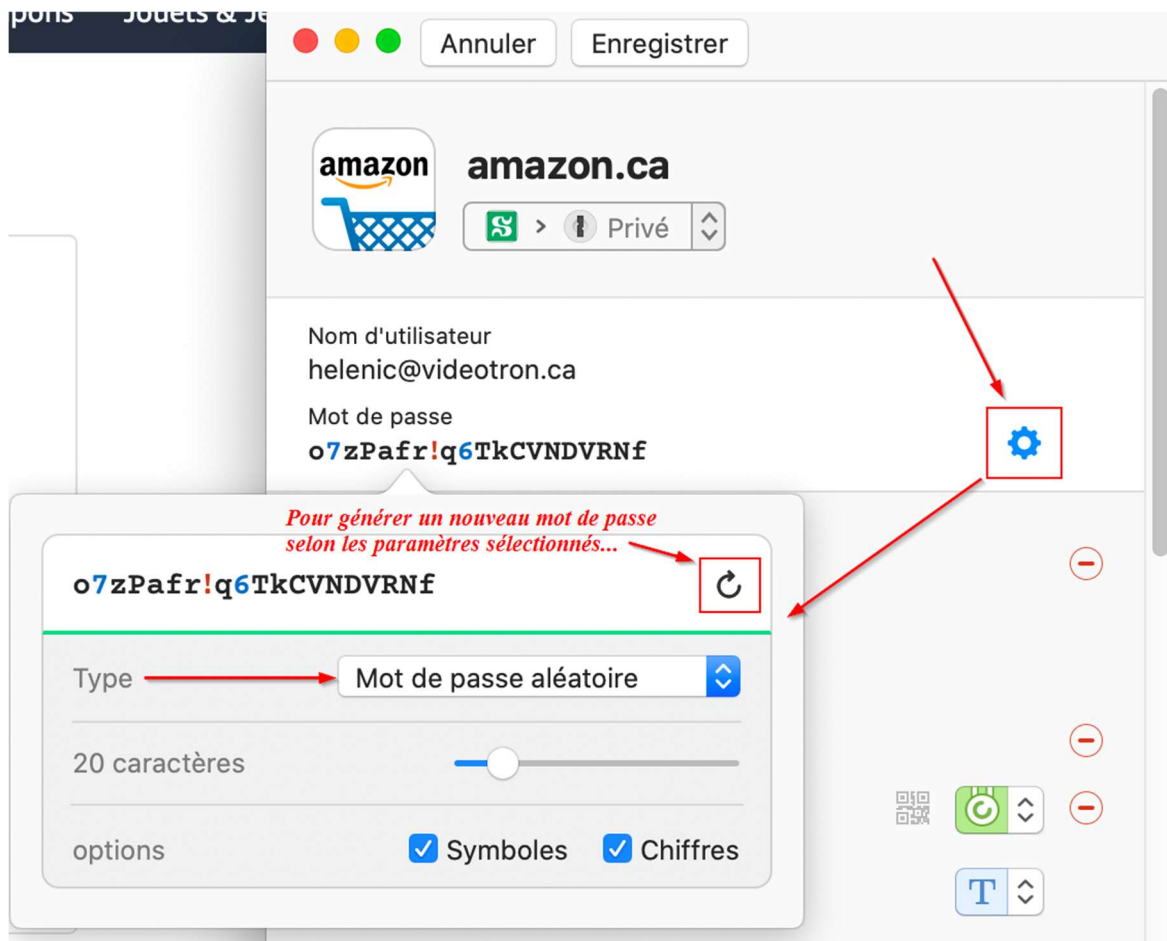 pons Jouets & Je
Annuler Enregistrer
amazon
amazon.ca
S > Privé
Nom d'utilisateur
helenic@videotron.ca
Mot de passe
o7zPafr!q6TkCVNDVRNf
Pour générer un nouveau mot de passe
selon les paramètres sélectionnés...
o7zPafr!q6TkCVNDVRNf
Type Mot de passe aléatoire
20 caractères
options Symboles Chiffres
T